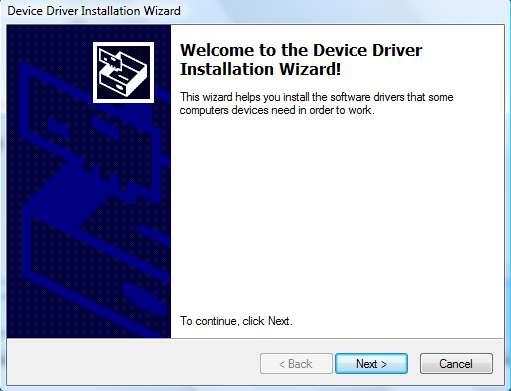 Device Driver Installation Wizard
Welcome to the Device Driver
Installation Wizard!
This wizard helps you install the software drivers that some
computers devices need in order to work.
To continue, click Next.
< Back
Next >
Cancel